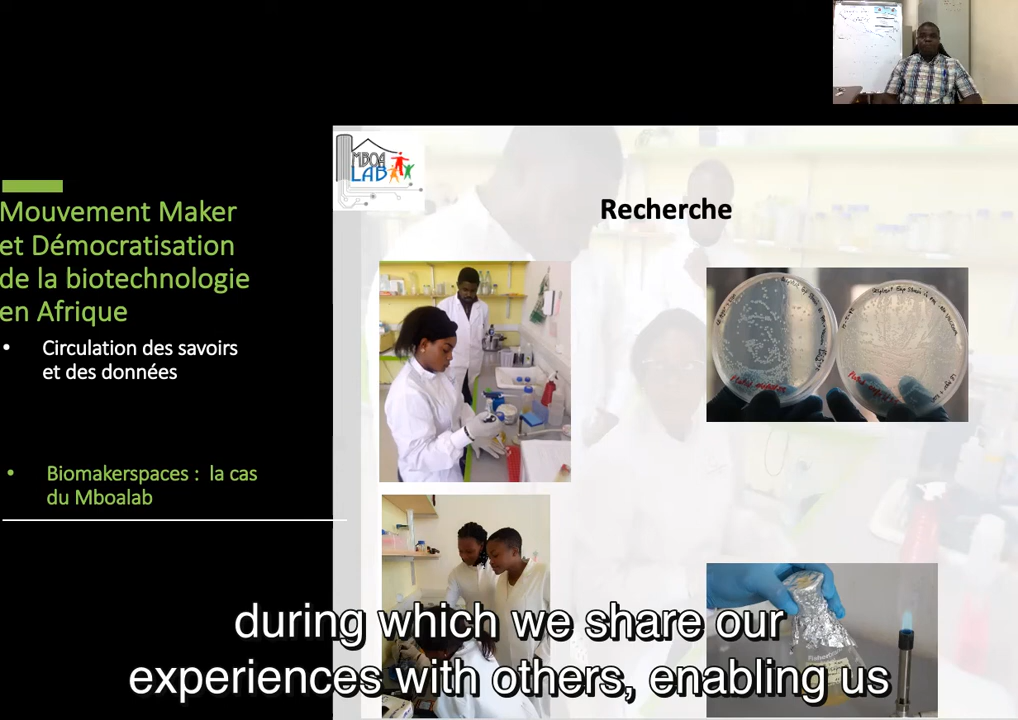 MBOA
LAB
Mouvement Maker
et Démocratisation
de la biotechnologie
en Afrique
• Circulation des savoirs
et des données
• Biomakerspaces : la cas
du Mboalab
Recherche
during which we share our
experiences with others, enabling us